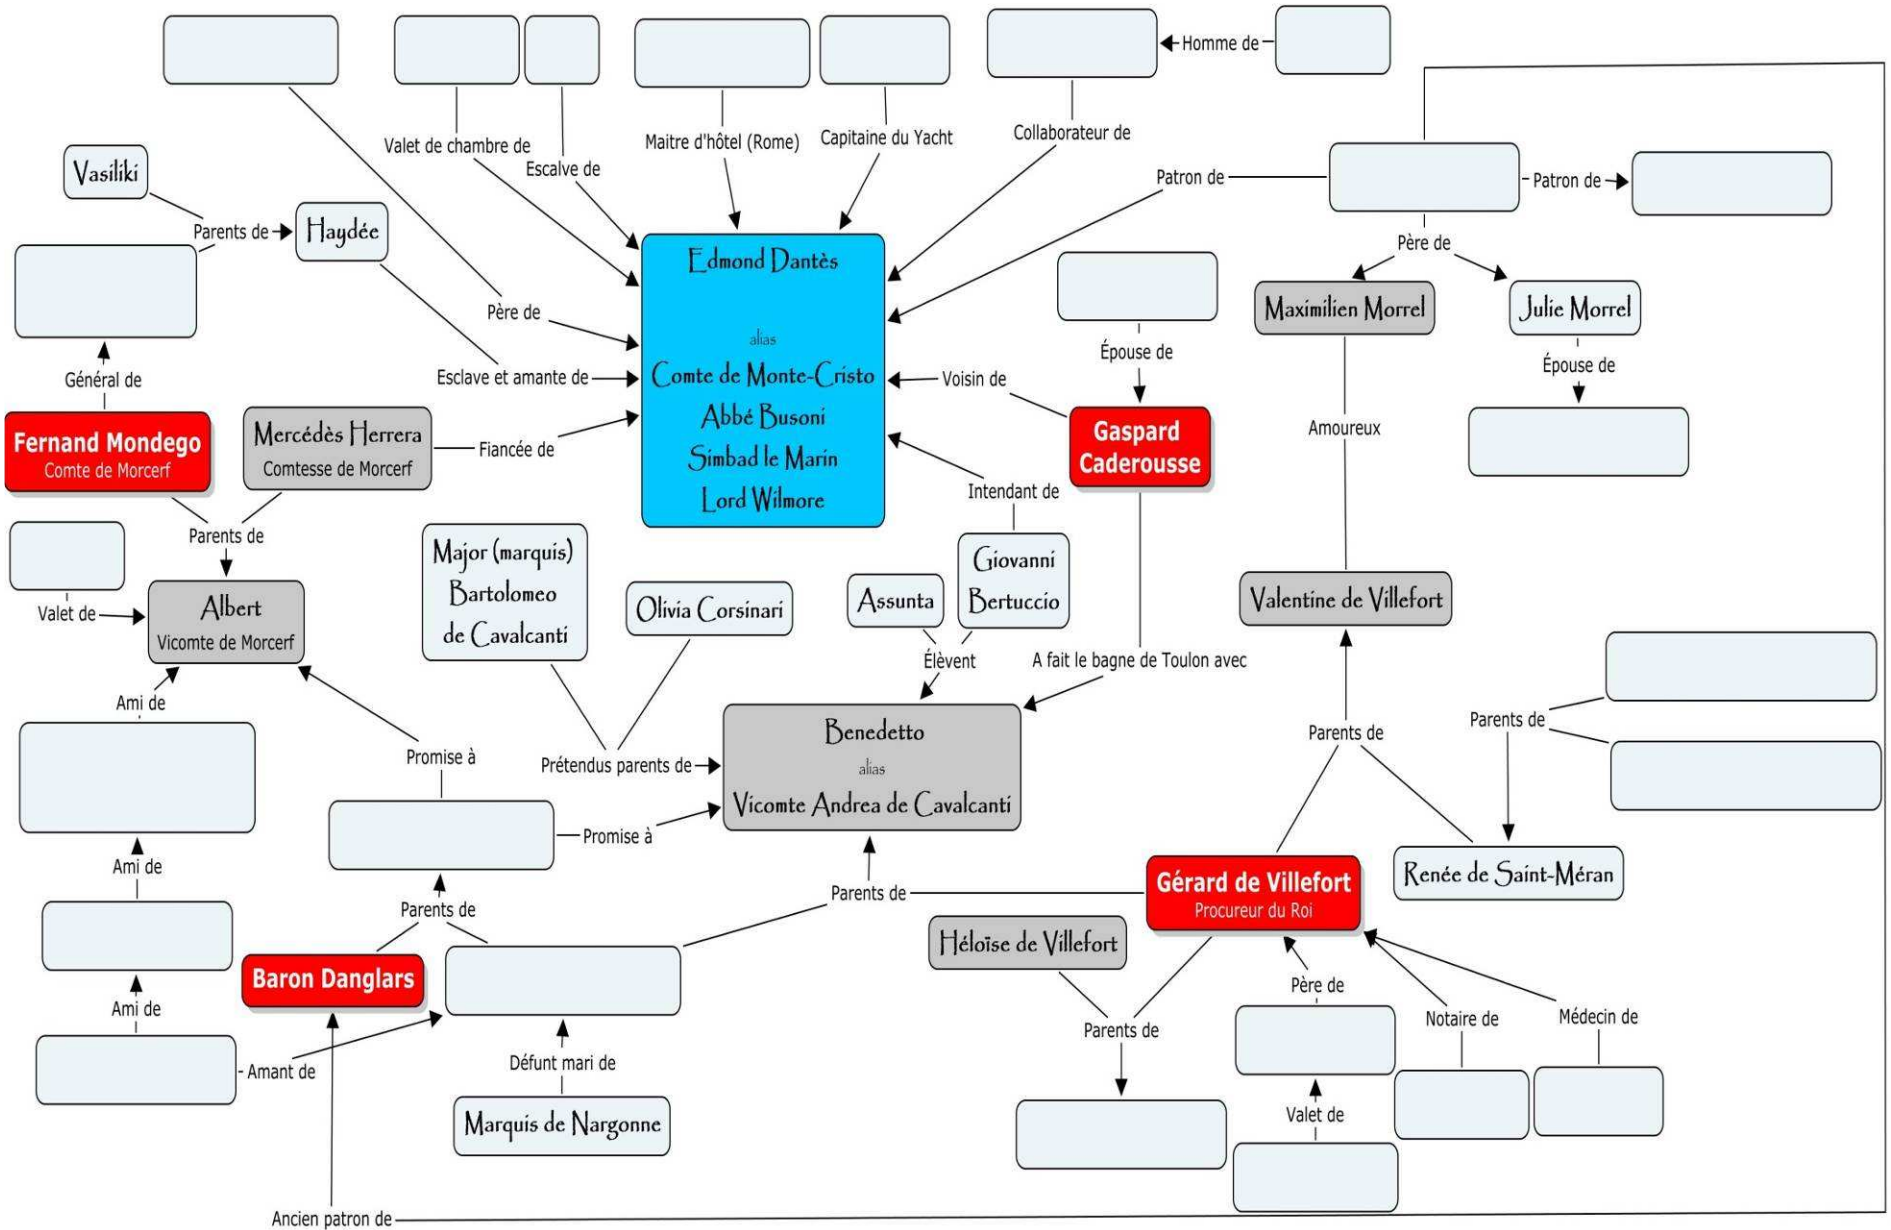 Homme de
Collaborateur de
Maitre d'hôtel (Rome)
Capitaine du Yacht
Valet de chambre de
Escalve de
Vasiliki
Parents de
Haydée
Patron de
Patron de
Père de
Edmond Dantès
alias
Comte de Monte-Cristo
Abbé Busoni
Simbad le Marin
Lord Wilmore
Père de
Maximilien Morrel
Julie Morrel
Épouse de
Épouse de
Général de
Esclave et amante de
Voisin de
Fernand Mondego
Comte de Morcerf
Mercédès Herrera
Comtesse de Morcerf
Fiancée de
Gaspard
Caderousse
Amoureux
Intendant de
Parents de
Valet de
Albert
Vicomte de Morcerf
Major (marquis)
Bartolomeo
de Cavalcanti
Olivia Corsinari
Assunta
Giovanni
Bertuccio
Valentine de Villefort
Élèvent
A fait le bagne de Toulon avec
Ami de
Promise à
Prétendus parents de
Benedetto
alias
Vicomte Andrea de Cavalcanti
Parents de
Parents de
Promise à
Ami de
Parents de
Parents de
Gérard de Villefort
Procureur du Roi
Renée de Saint-Méran
Héloïse de Villefort
Baron Danglars
Ami de
Amant de
Défunt mari de
Marquis de Nargonne
Parents de
Père de
Notaire de
Médecin de
Valet de
Ancien patron de